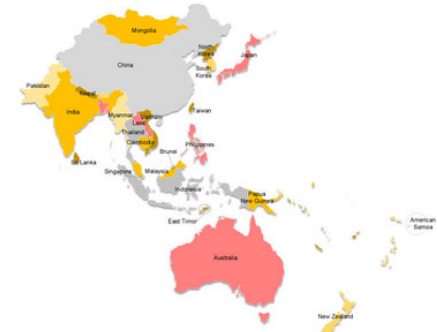 Mongolia
North
Korea
Japan
China
South
Korea
Pakistan
Nepal
India
Taiwan
Myanmar
Vietnam
Laos
Thailand
Philippines
Cambodia
Brunei
Sri Lanka
Singapore
Malaysia
Indonesia
Papua
New Guinea
East Timor
American
Samoa
Australia
New Zealand